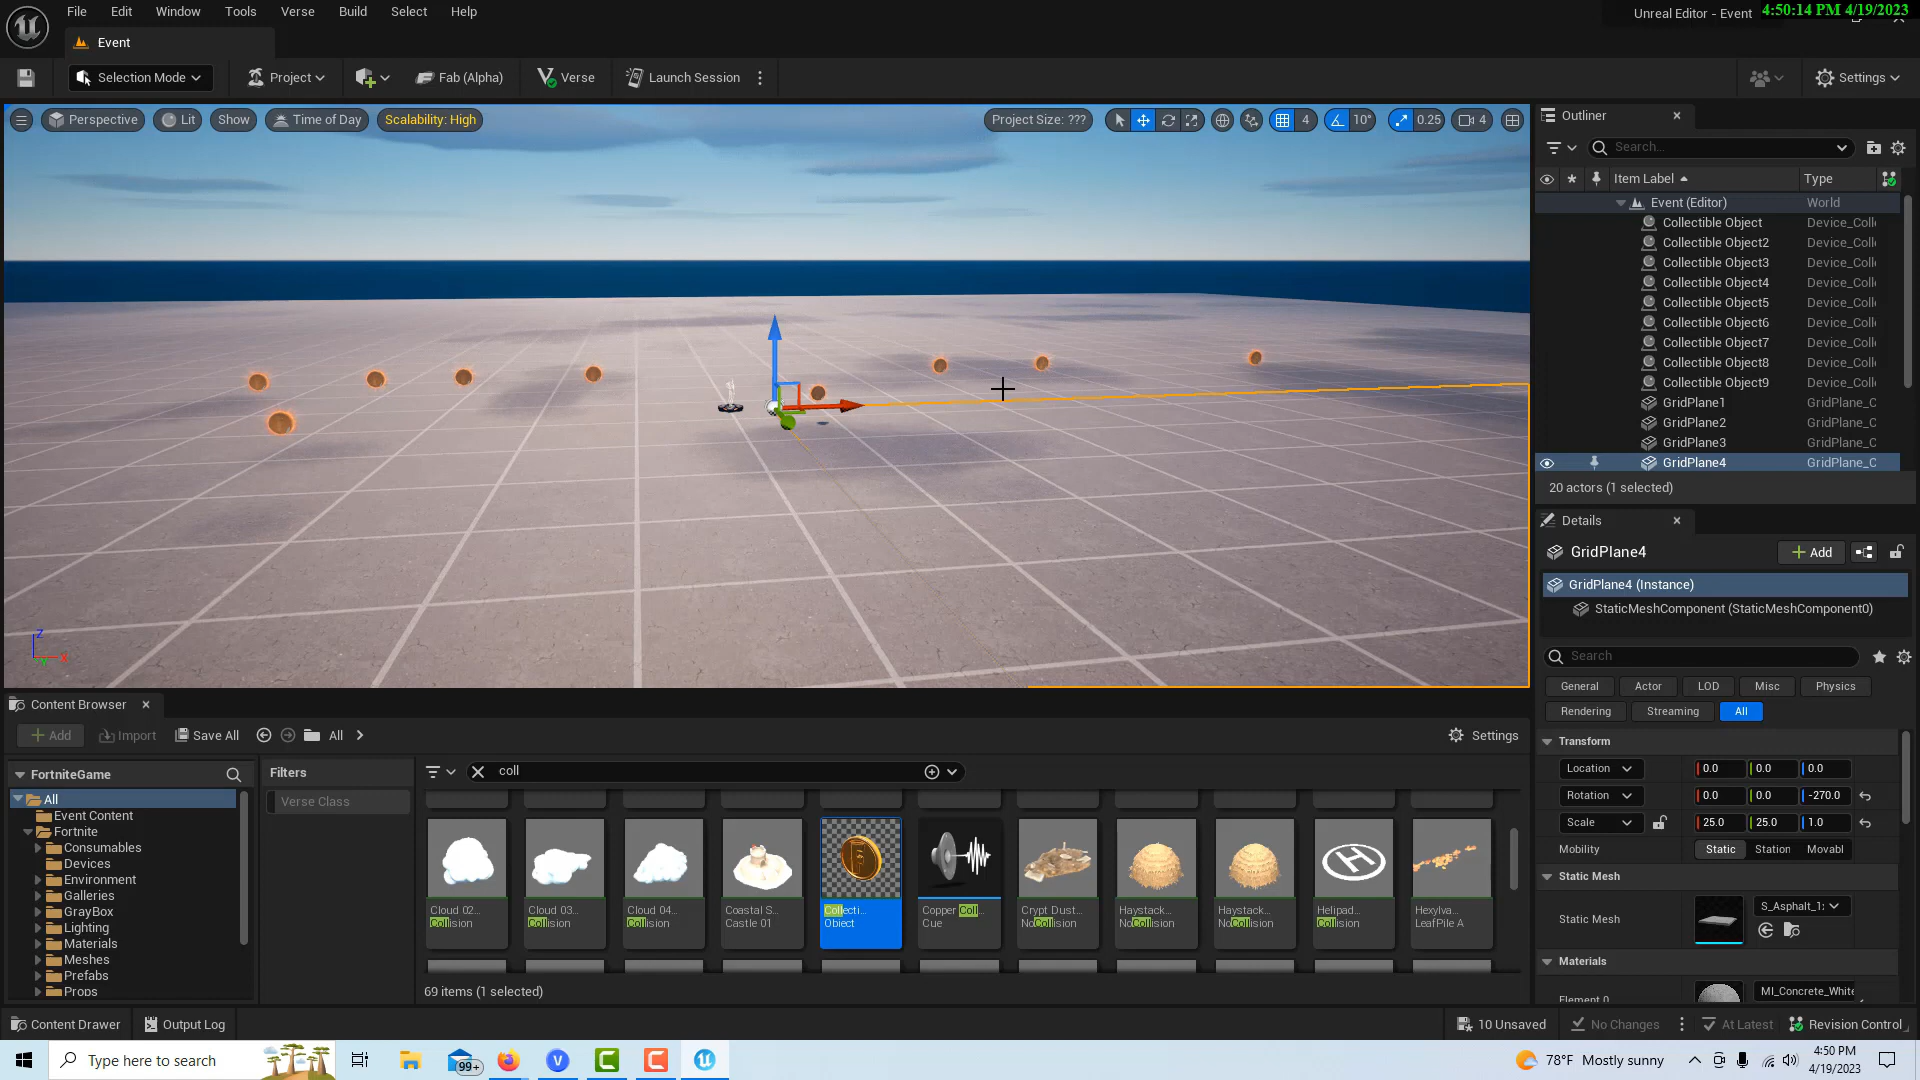 File Edit Window Tools Verse Build Select Help
Unreal Editor - Event
4:50:14 PM 4/19/2023
Event
Selection Mode
Project
Fab (Alpha)
Verse
Launch Session
Settings
Perspective
Lit
Show
Time of Day
Scalability: High
Project Size: ???
4
10°
0.25
4
Outliner
Search...
Item Label
Type
Event (Editor) World
Collectible Object Device_Coll
Collectible Object2 Device_Coll
Collectible Object3 Device_Coll
Collectible Object4 Device_Coll
Collectible Object5 Device_Coll
Collectible Object6 Device_Coll
Collectible Object7 Device_Coll
Collectible Object8 Device_Coll
Collectible Object9 Device_Coll
GridPlane1 GridPlane_C
GridPlane2 GridPlane_C
GridPlane3 GridPlane_C
GridPlane4 GridPlane_C
20 actors (1 selected)
Details
GridPlane4
Add
GridPlane4 (Instance)
StaticMeshComponent (StaticMeshComponent0)
Search
General Actor LOD Misc Physics
Rendering Streaming All
Transform
Location 0.0 0.0 0.0
Rotation 0.0 0.0 -270.0
Scale 25.0 25.0 1.0
Mobility Static Station Movabl
Static Mesh
Static Mesh S_Asphalt_1:
Materials
Element 0 MI_Concrete_White
Z
X
Y
Content Browser
Add Import Save All All
Settings
FortniteGame
All
Event Content
Fortnite
Consumables
Devices
Environment
Galleries
GrayBox
Lighting
Materials
Meshes
Prefabs
Props
Filters
Verse Class
coll
Cloud 02...
Collision
Cloud 03...
Collision
Cloud 04...
Collision
Coastal S...
Castle 01
Collecti...
Object
Copper Coll...
Cue
Crypt Dust...
NoCollision
Haystack...
NoCollision
Haystack...
NoCollision
Helipad...
Collision
Hexylva...
LeafPile A
69 items (1 selected)
Content Drawer
Output Log
10 Unsaved
No Changes
At Latest
Revision Control
Type here to search
99+
78°F Mostly sunny
4:50 PM
4/19/2023